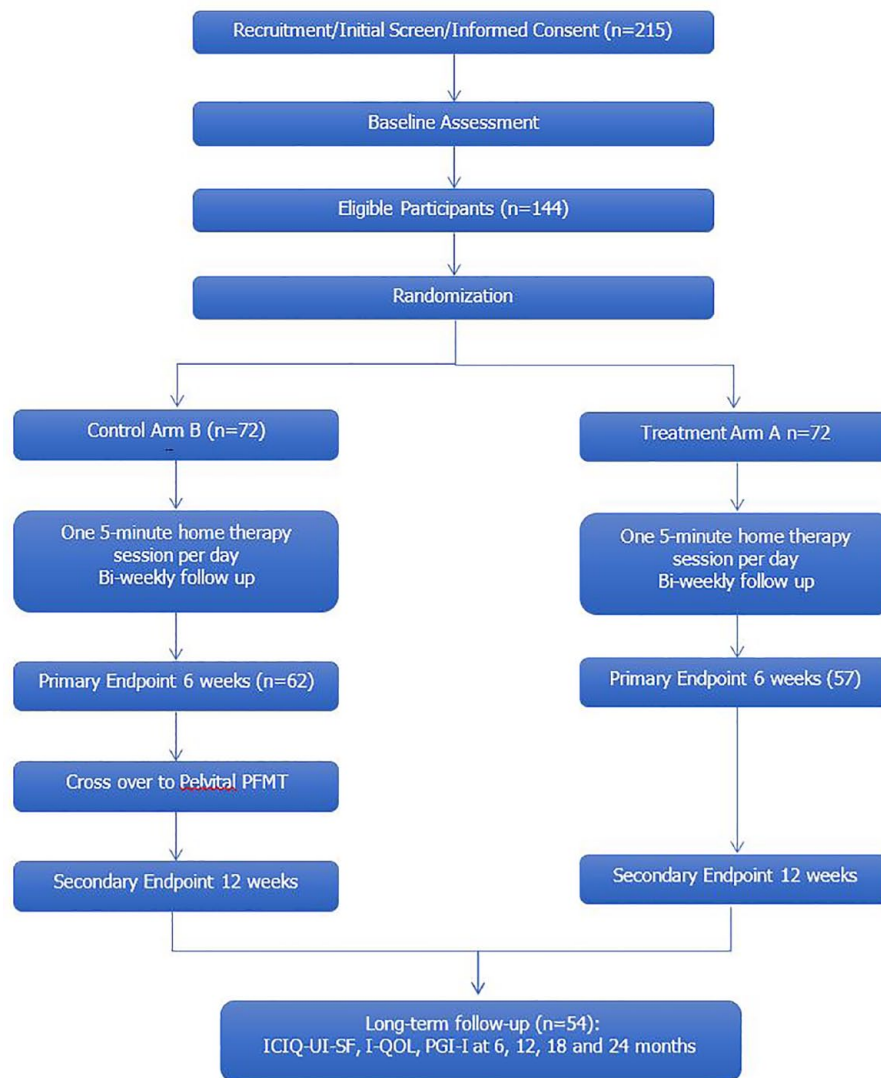 Recruitment/Initial Screen/Informed Consent (n=215)
Baseline Assessment
Eligible Participants (n=144)
Randomization
Control Arm B (n=72)
Treatment Arm A n=72
One 5-minute home therapy
session per day
Bi-weekly follow up
One 5-minute home therapy
session per day
Bi-weekly follow up
Primary Endpoint 6 weeks (n=62)
Primary Endpoint 6 weeks (57)
Cross over to Pelvital PFMT
Secondary Endpoint 12 weeks
Secondary Endpoint 12 weeks
Long-term follow-up (n=54):
ICIQ-UI-SF, I-QOL, PGI-I at 6, 12, 18 and 24 months